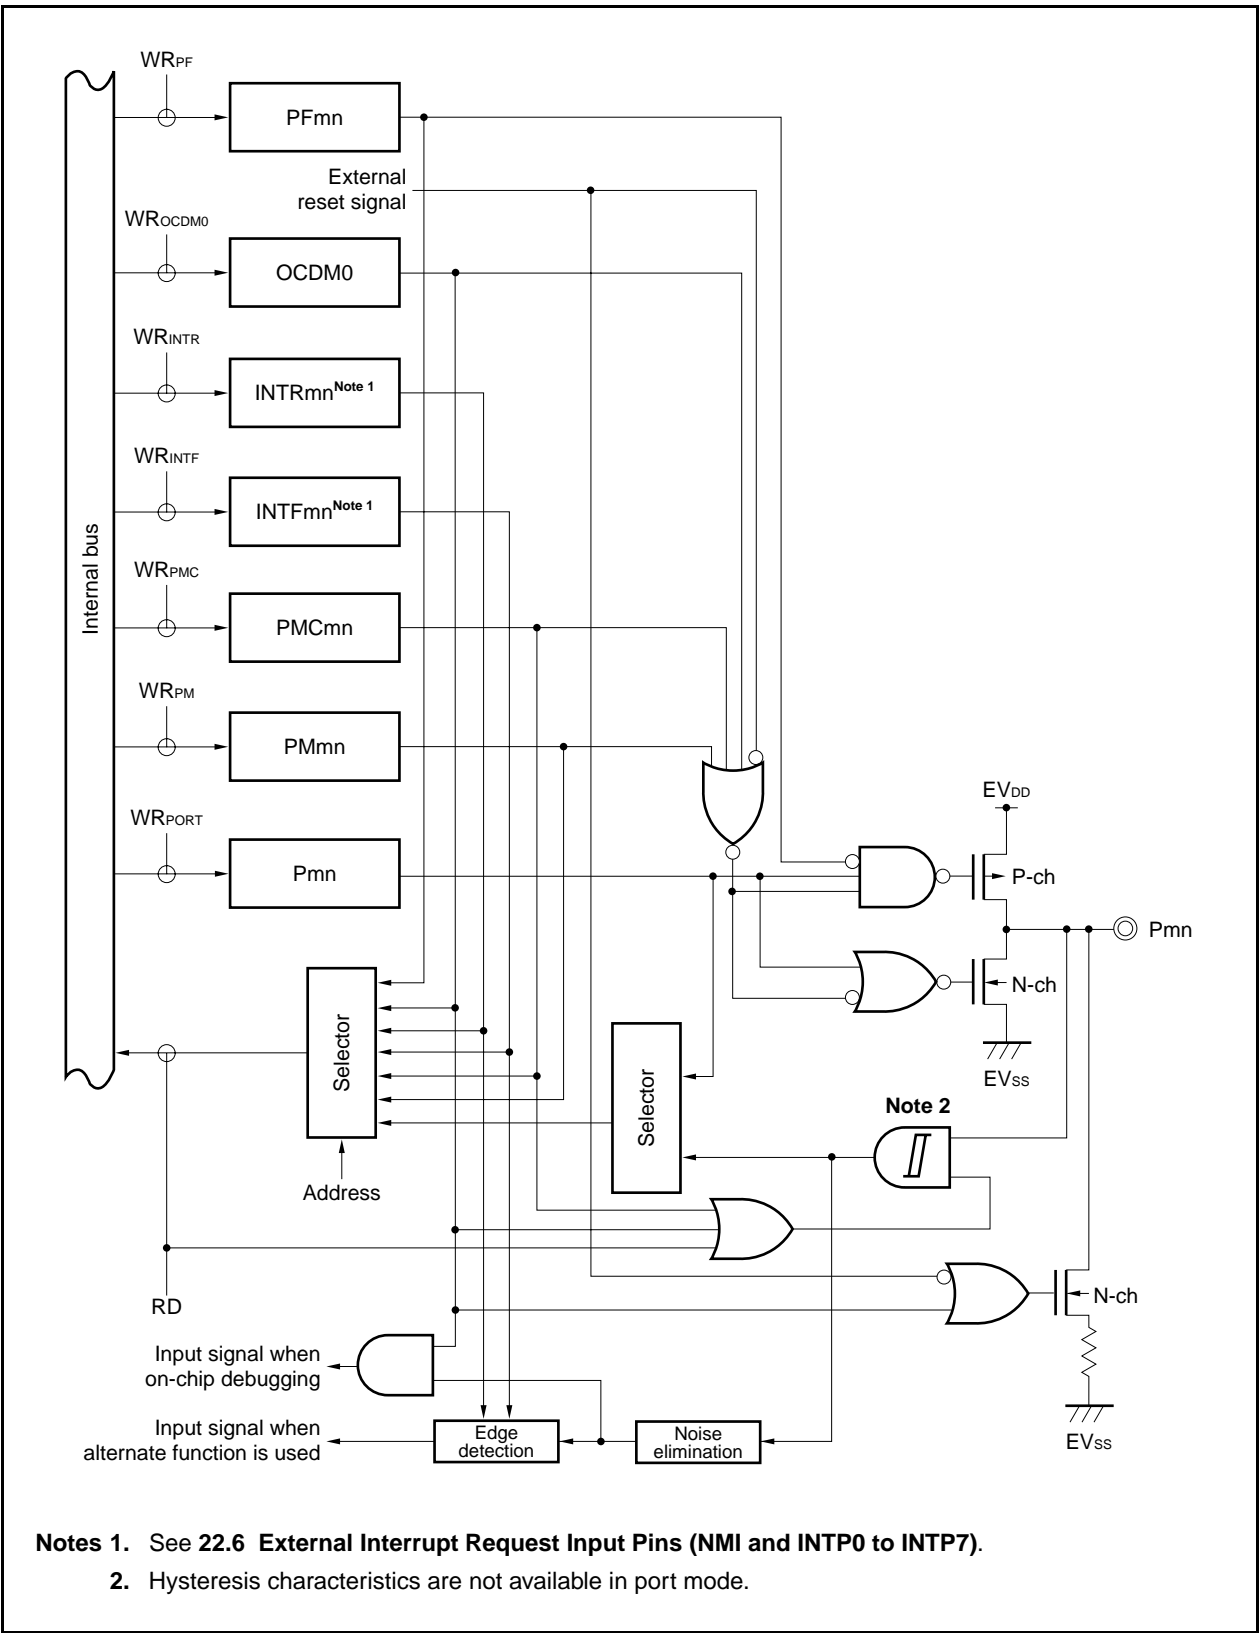 WRPF
PFmn
External
reset signal
WROCDM0
OCDM0
WRINTR
INTRmnNote 1
WRINTF
INTFmnNote 1
Internal bus
WRPMC
PMCmn
WRPM
PMmn
EVDD
WRPORT
Pmn
P-ch
Pmn
N-ch
Selector
EVSS
Selector
Note 2
Address
RD
N-ch
Input signal when
on-chip debugging
Input signal when
alternate function is used
Edge
detection
Noise
elimination
EVSS
Notes 1. See 22.6 External Interrupt Request Input Pins (NMI and INTP0 to INTP7).
2. Hysteresis characteristics are not available in port mode.